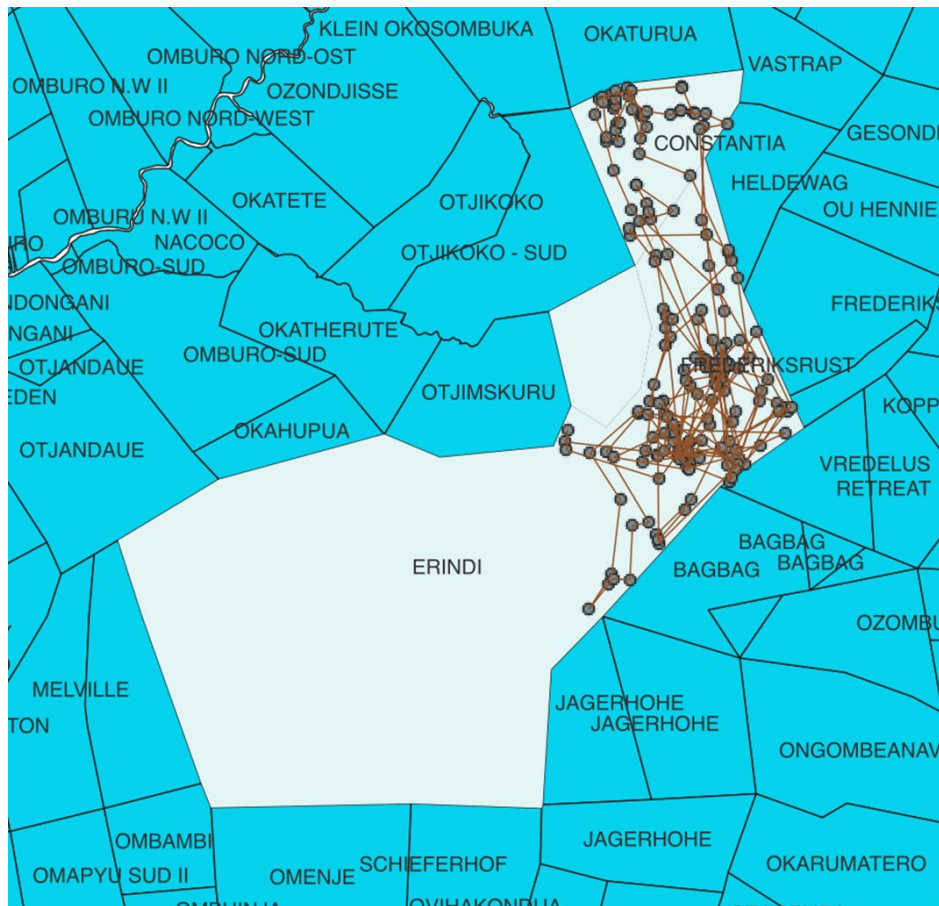 KLEIN OKOSOMBUKA
OKATURUA
OMBURO NORD-OST
VASTRAP
OMBURO N.W II
OZONDJISSE
OMBURO NORD-WEST
GESONDI
CONSTANTIA
HELDEWAG
OKATETE
OTJIKOKO
OU HENNIE
OMBURO N.W II
NACOCO
OTJIKOKO - SUD
OMBURO-SUD
NDONGANI
FREDERIKS
OKATHERUTE
NGANI
OMBURO-SUD
OTJANDAUE
FREDERIKSRUST
EDEN
OTJIMSKURU
KOPP
OKAHUPUA
OTJANDAUE
VREDELUS
RETREAT
BAGBAG
BAGBAG
BAGBAG
ERINDI
OZOMBU
MELVILLE
JAGERHOHE
JAGERHOHE
TON
ONGOMBEANAV
OMBAMBI
JAGERHOHE
SCHIEFERHOF
OKARUMATERO
OMAPYU SUD II
OMENJE